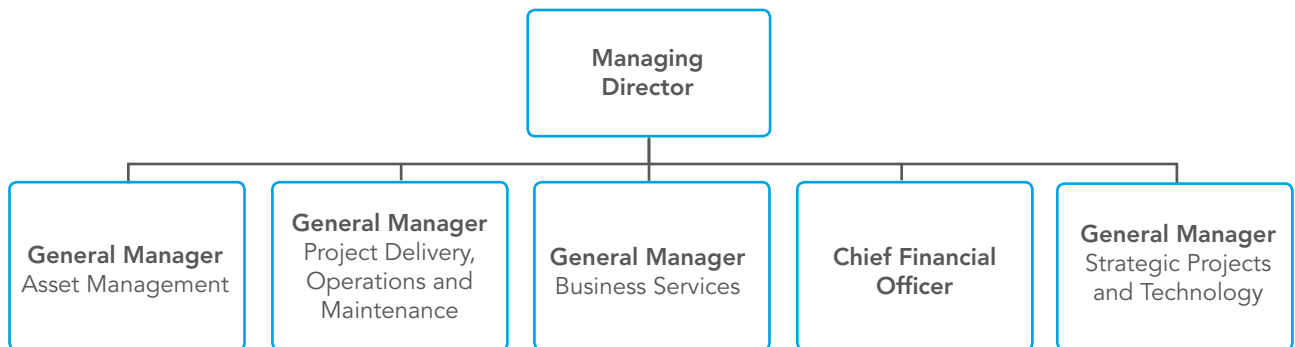 Managing
Director
General Manager
Asset Management
General Manager
Project Delivery,
Operations and
Maintenance
General Manager
Business Services
Chief Financial
Officer
General Manager
Strategic Projects
and Technology